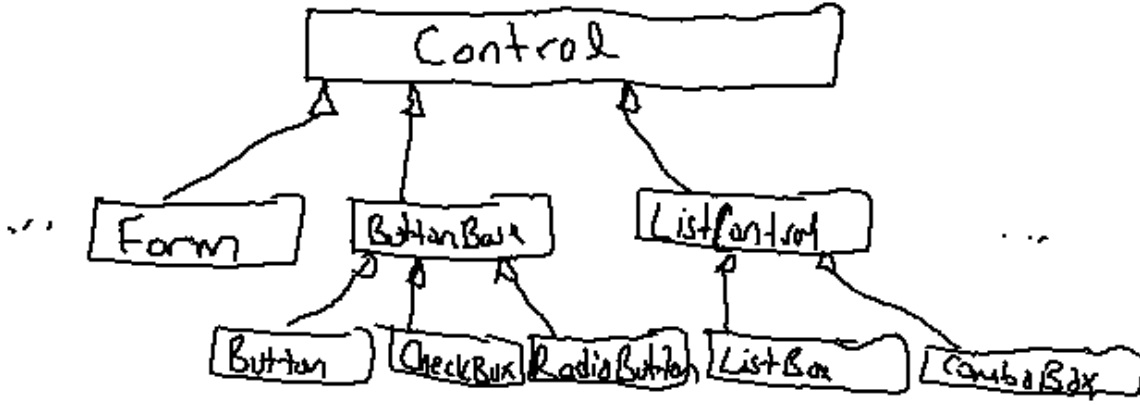 Control
... Form ButtonBase ListControl ...
Button CheckBox RadioButton ListBox ComboBox